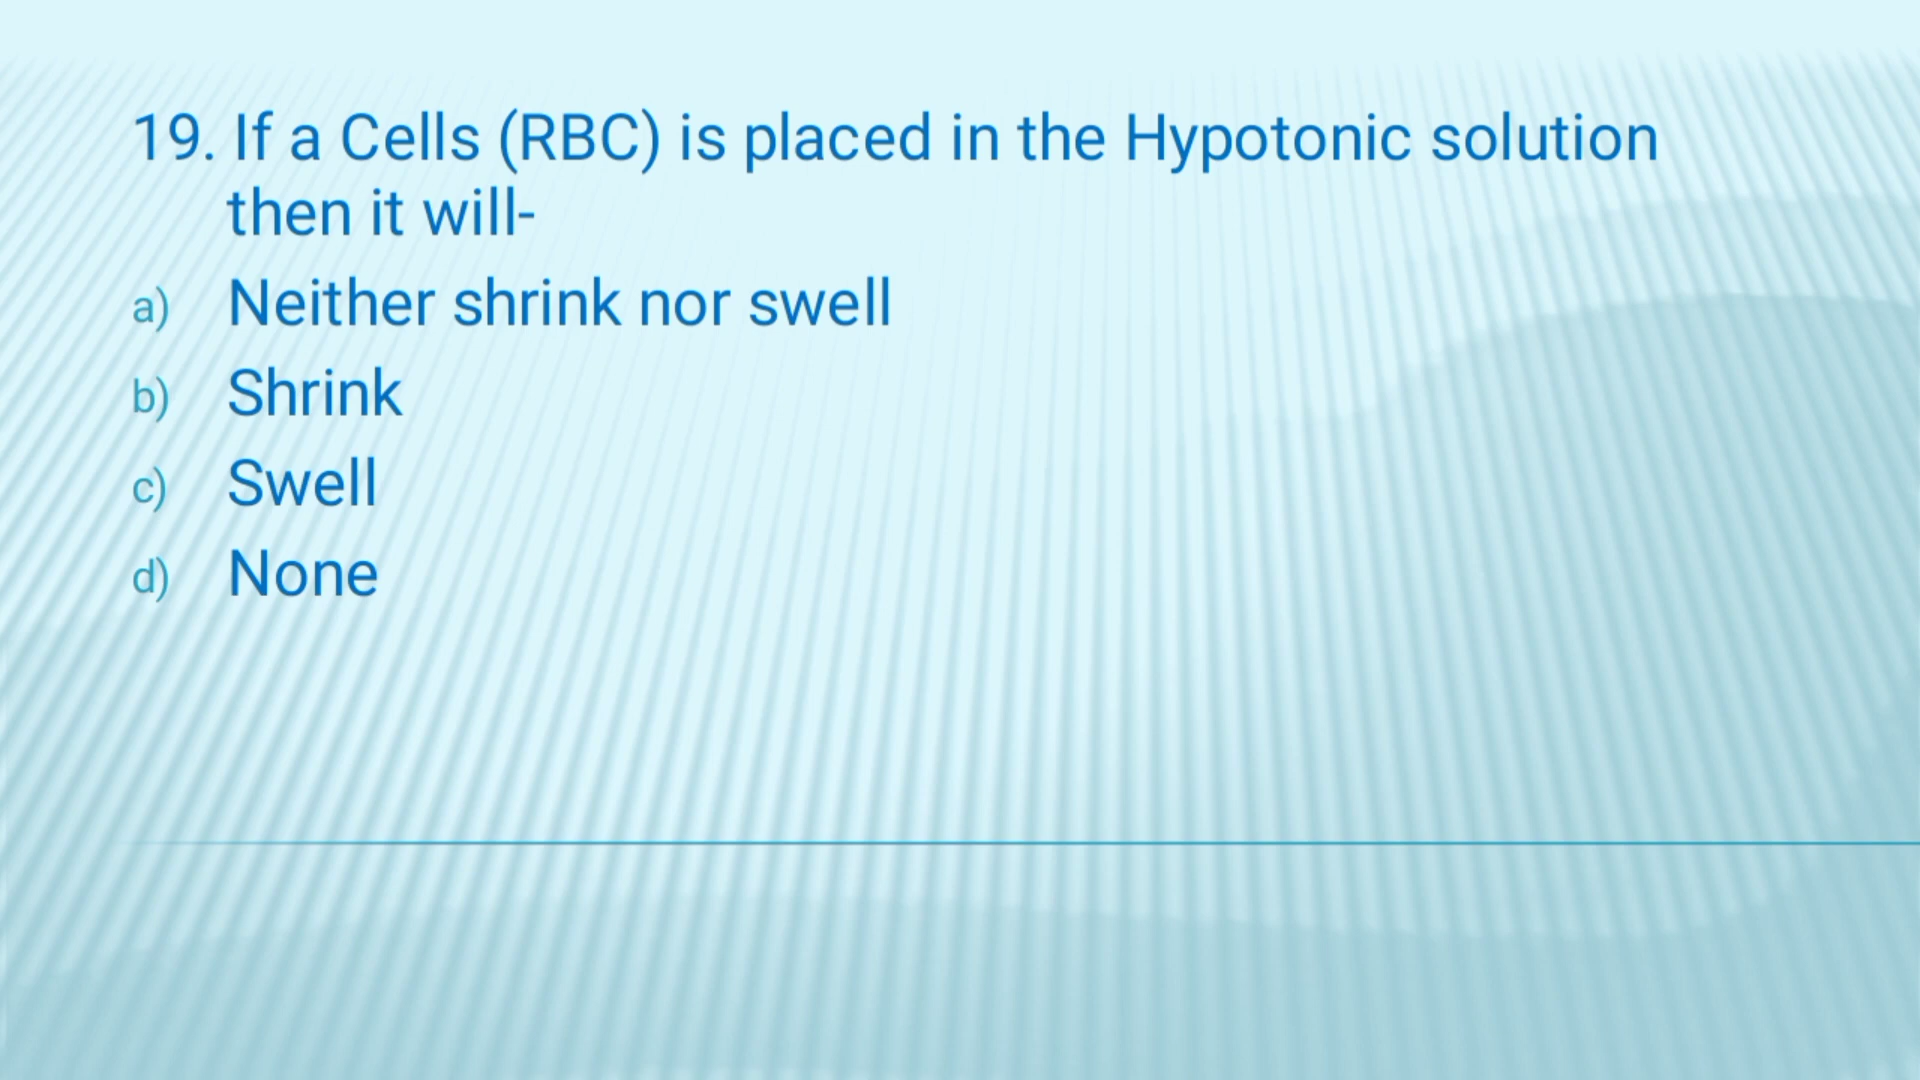 19. If a Cells (RBC) is placed in the Hypotonic solution
then it will-
a) Neither shrink nor swell
b) Shrink
c) Swell
d) None